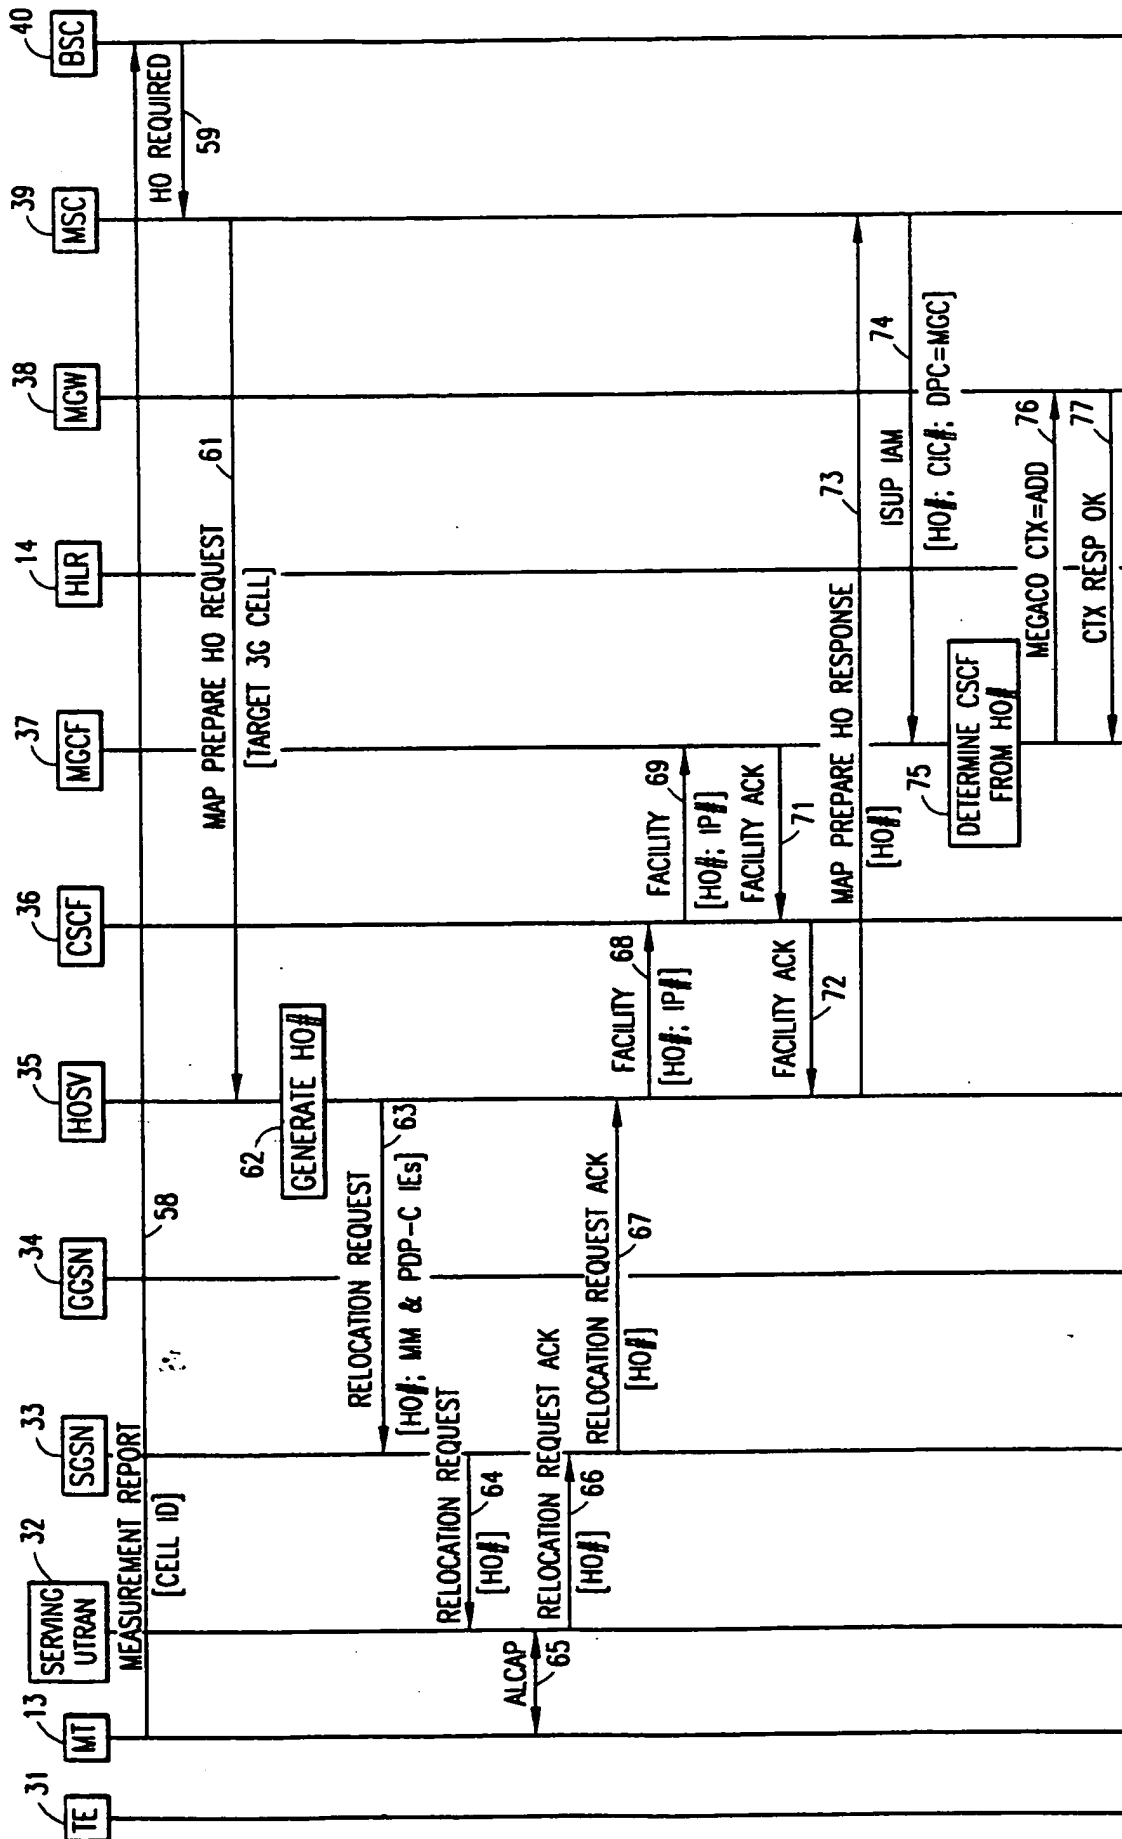 31
TE
13
MT
32
SERVING
UTRAN
33
SGSN
34
GGSN
35
HOSV
36
CSCF
37
MGCF
14
HLR
38
MGW
39
MSC
40
BSC
MEASUREMENT REPORT
[CELL ID]
58
HO REQUIRED
59
MAP PREPARE HO REQUEST
61
[TARGET 3G CELL]
62
GENERATE HO#
RELOCATION REQUEST
63
[HO#; MM & PDP-C IEs]
RELOCATION REQUEST
64
[HO#]
ALCAP
65
RELOCATION REQUEST ACK
66
[HO#]
RELOCATION REQUEST ACK
67
[HO#]
FACILITY
68
[HO#; IP#]
FACILITY
69
[HO#; IP#]
FACILITY ACK
71
FACILITY ACK
72
MAP PREPARE HO RESPONSE
73
[HO#]
ISUP IAM
74
[HO#; CIC#; DPC=MGC]
75
DETERMINE CSCF
FROM HO#
MEGACO CTX=ADD
76
CTX RESP OK
77